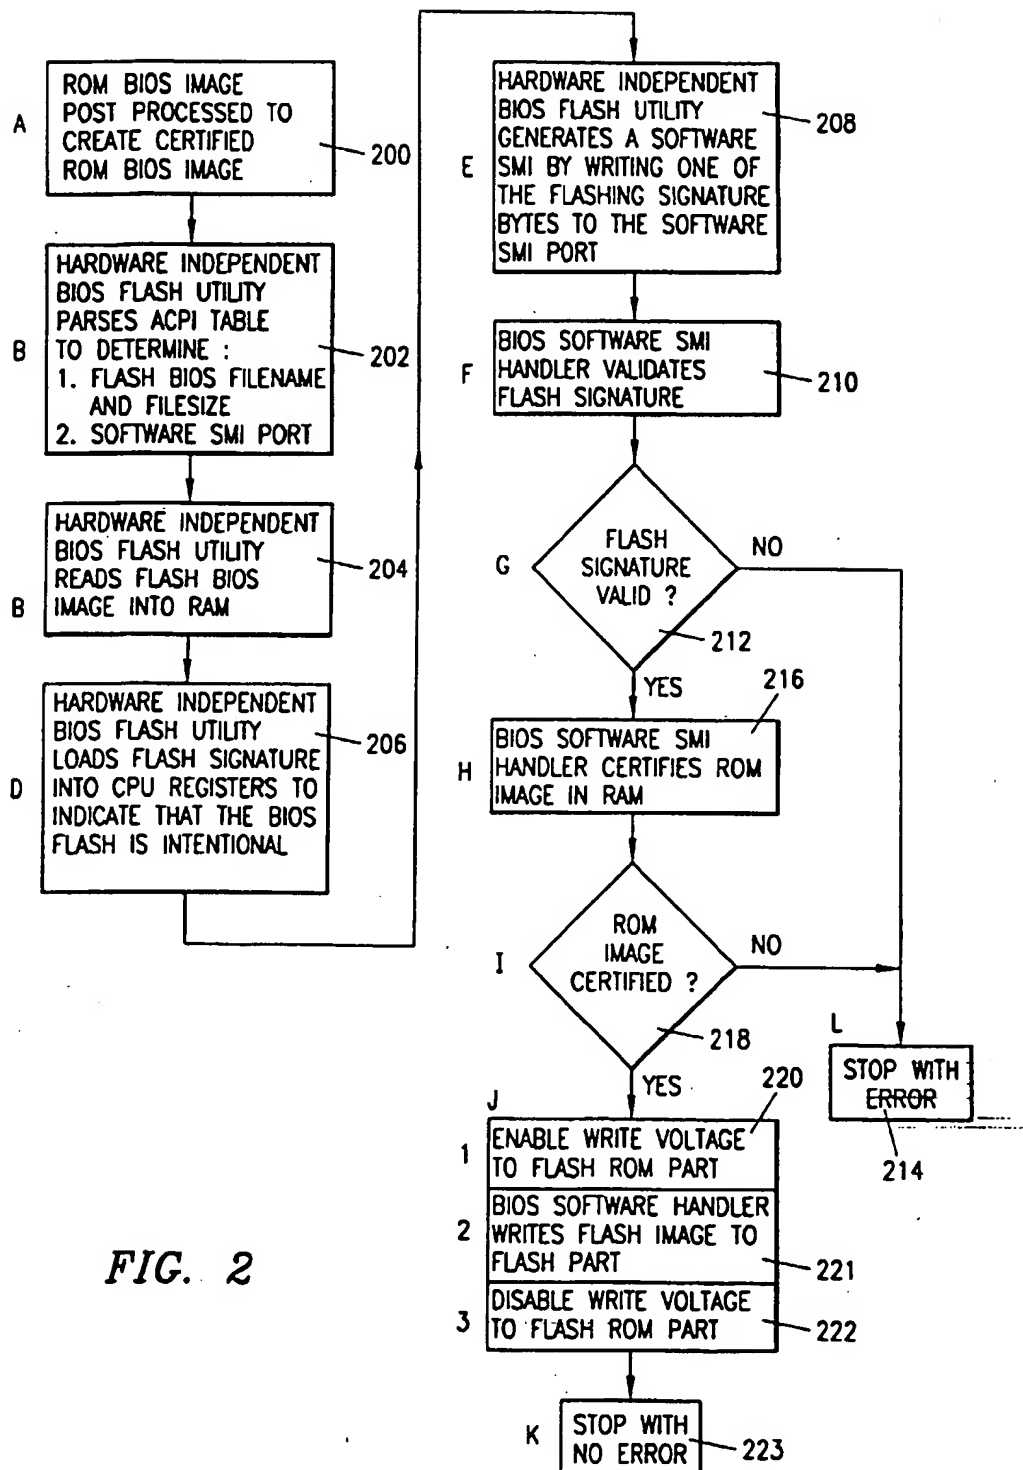 A
ROM BIOS IMAGE
POST PROCESSED TO
CREATE CERTIFIED
ROM BIOS IMAGE
200
B
HARDWARE INDEPENDENT
BIOS FLASH UTILITY
PARSES ACPI TABLE
TO DETERMINE :
1. FLASH BIOS FILENAME
AND FILESIZE
2. SOFTWARE SMI PORT
202
B
HARDWARE INDEPENDENT
BIOS FLASH UTILITY
READS FLASH BIOS
IMAGE INTO RAM
204
D
HARDWARE INDEPENDENT
BIOS FLASH UTILITY
LOADS FLASH SIGNATURE
INTO CPU REGISTERS TO
INDICATE THAT THE BIOS
FLASH IS INTENTIONAL
206
E
HARDWARE INDEPENDENT
BIOS FLASH UTILITY
GENERATES A SOFTWARE
SMI BY WRITING ONE OF
THE FLASHING SIGNATURE
BYTES TO THE SOFTWARE
SMI PORT
208
F
BIOS SOFTWARE SMI
HANDLER VALIDATES
FLASH SIGNATURE
210
G
FLASH
SIGNATURE
VALID ?
212
NO
YES
216
H
BIOS SOFTWARE SMI
HANDLER CERTIFIES ROM
IMAGE IN RAM
I
ROM
IMAGE
CERTIFIED ?
218
NO
YES
L
STOP WITH
ERROR
214
J
220
1
ENABLE WRITE VOLTAGE
TO FLASH ROM PART
2
BIOS SOFTWARE HANDLER
WRITES FLASH IMAGE TO
FLASH PART
221
3
DISABLE WRITE VOLTAGE
TO FLASH ROM PART
222
K
STOP WITH
NO ERROR
223
FIG. 2